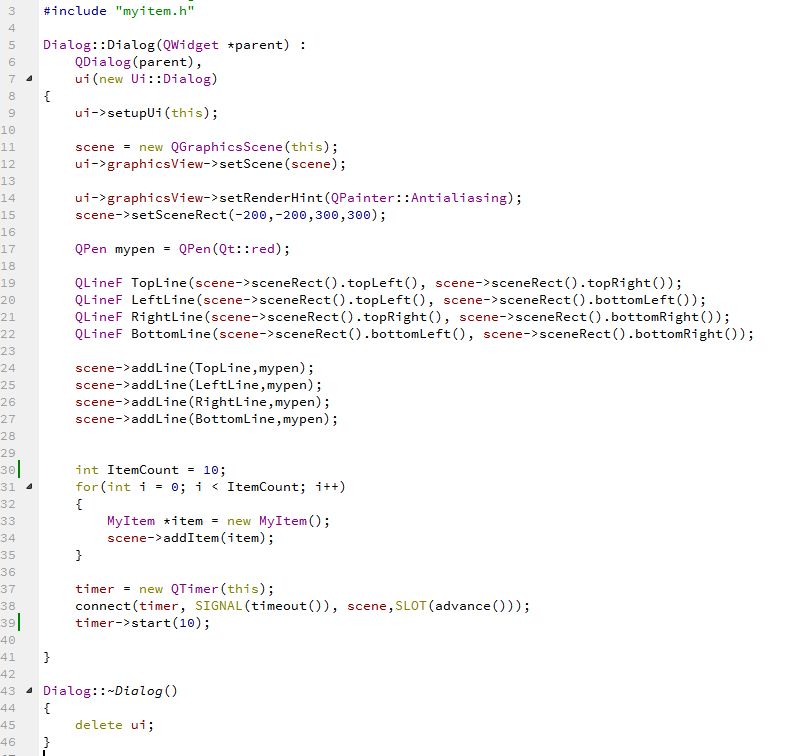 3 #include "myitem.h"
4
5 Dialog::Dialog(QWidget *parent) :
6     QDialog(parent),
7     ui(new Ui::Dialog)
8 {
9     ui->setupUi(this);
10
11     scene = new QGraphicsScene(this);
12     ui->graphicsView->setScene(scene);
13
14     ui->graphicsView->setRenderHint(QPainter::Antialiasing);
15     scene->setSceneRect(-200,-200,300,300);
16
17     QPen mypen = QPen(Qt::red);
18
19     QLineF TopLine(scene->sceneRect().topLeft(), scene->sceneRect().topRight());
20     QLineF LeftLine(scene->sceneRect().topLeft(), scene->sceneRect().bottomLeft());
21     QLineF RightLine(scene->sceneRect().topRight(), scene->sceneRect().bottomRight());
22     QLineF BottomLine(scene->sceneRect().bottomLeft(), scene->sceneRect().bottomRight());
23
24     scene->addLine(TopLine,mypen);
25     scene->addLine(LeftLine,mypen);
26     scene->addLine(RightLine,mypen);
27     scene->addLine(BottomLine,mypen);
28
29
30     int ItemCount = 10;
31     for(int i = 0; i < ItemCount; i++)
32     {
33         MyItem *item = new MyItem();
34         scene->addItem(item);
35     }
36
37     timer = new QTimer(this);
38     connect(timer, SIGNAL(timeout()), scene,SLOT(advance()));
39     timer->start(10);
40
41 }
42
43 Dialog::~Dialog()
44 {
45     delete ui;
46 }